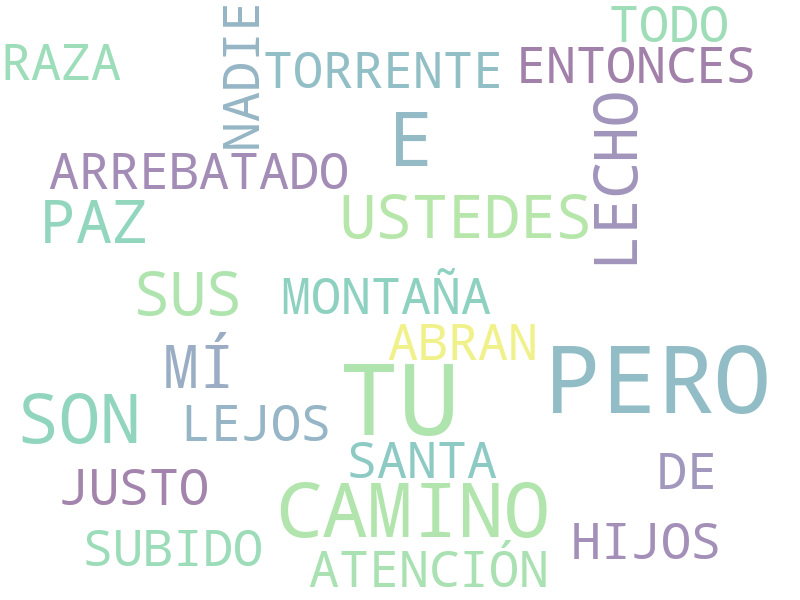 TODO
RAZA
NADIE
TORRENTE
ENTONCES
E
LECHO
ARREBATADO
PAZ
USTEDES
SUS
MONTAÑA
ABRAN
MÍ
PERO
TU
SON
LEJOS
SANTA
DE
JUSTO
CAMINO
HIJOS
SUBIDO
ATENCIÓN